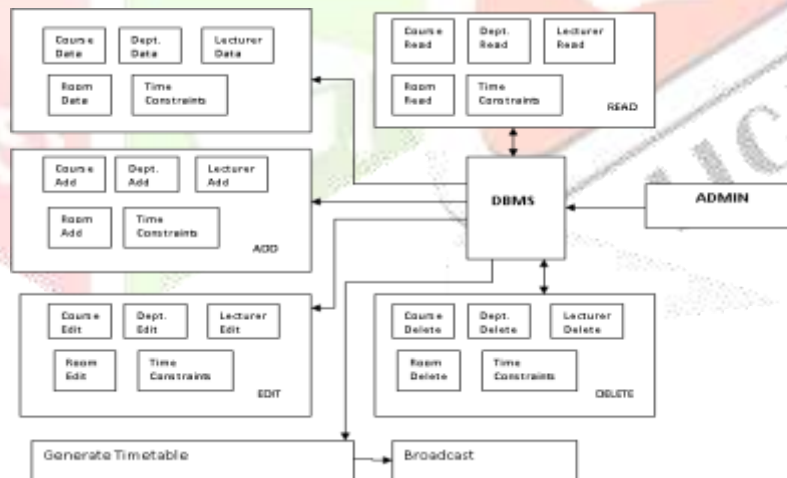 Course
Data
Dept.
Data
Lecturer
Data
Room
Data
Time
Constraints
Course
Read
Dept.
Read
Lecturer
Read
Room
Read
Time
Constraints
READ
Course
Add
Dept.
Add
Lecturer
Add
Room
Add
Time
Constraints
ADD
DBMS
ADMIN
Course
Edit
Dept.
Edit
Lecturer
Edit
Room
Edit
Time
Constraints
EDIT
Course
Delete
Dept.
Delete
Lecturer
Delete
Room
Delete
Time
Constraints
DELETE
Generate Timetable
Broadcast